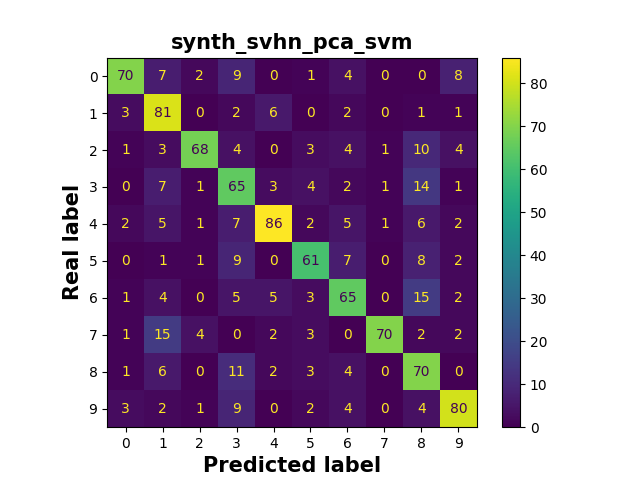 synth_svhn_pca_svm
0 70 7 2 9 0 1 4 0 0 8
1 3 81 0 2 6 0 2 0 1 1
2 1 3 68 4 0 3 4 1 10 4
3 0 7 1 65 3 4 2 1 14 1
4 2 5 1 7 86 2 5 1 6 2
5 0 1 1 9 0 61 7 0 8 2
6 1 4 0 5 5 3 65 0 15 2
7 1 15 4 0 2 3 0 70 2 2
8 1 6 0 11 2 3 4 0 70 0
9 3 2 1 9 0 2 4 0 4 80
0 1 2 3 4 5 6 7 8 9
Predicted label
Real label
80
70
60
50
40
30
20
10
0